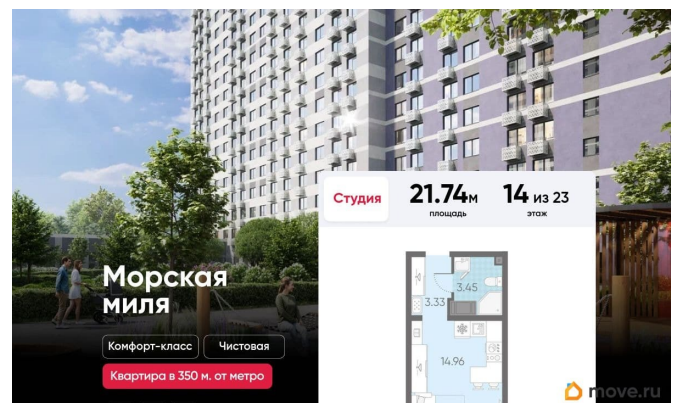 Студия
21.74м
площадь
14 из 23
этаж
Морская
миля
Комфорт-класс
Чистовая
Квартира в 350 м. от метро
3.45
3.33
14.96
move.ru